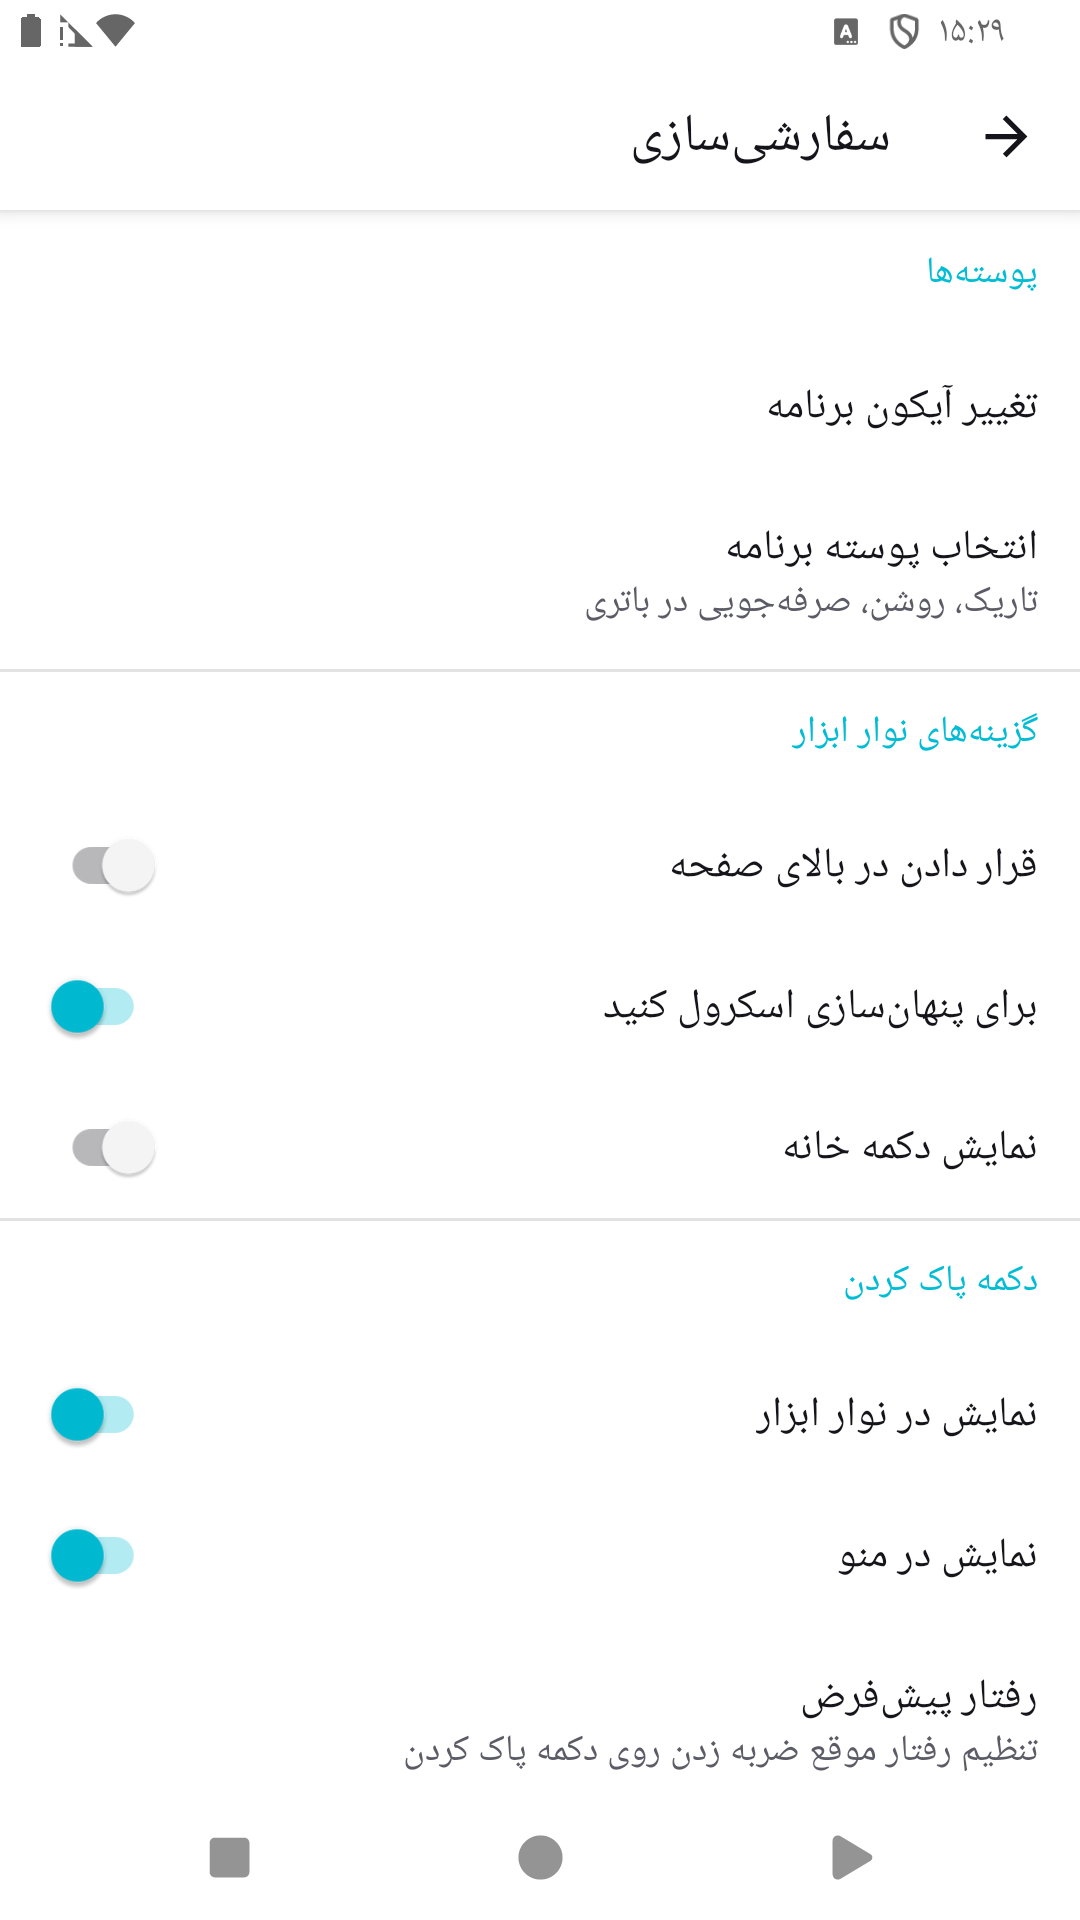 ۱۵:۲۹
سفارشی‌سازی
پوسته‌ها
تغییر آیکون برنامه
انتخاب پوسته برنامه
تاریک، روشن، صرفه‌جویی در باتری
گزینه‌های نوار ابزار
قرار دادن در بالای صفحه
برای پنهان‌سازی اسکرول کنید
نمایش دکمه خانه
دکمه پاک کردن
نمایش در نوار ابزار
نمایش در منو
رفتار پیش‌فرض
تنظیم رفتار موقع ضربه زدن روی دکمه پاک کردن